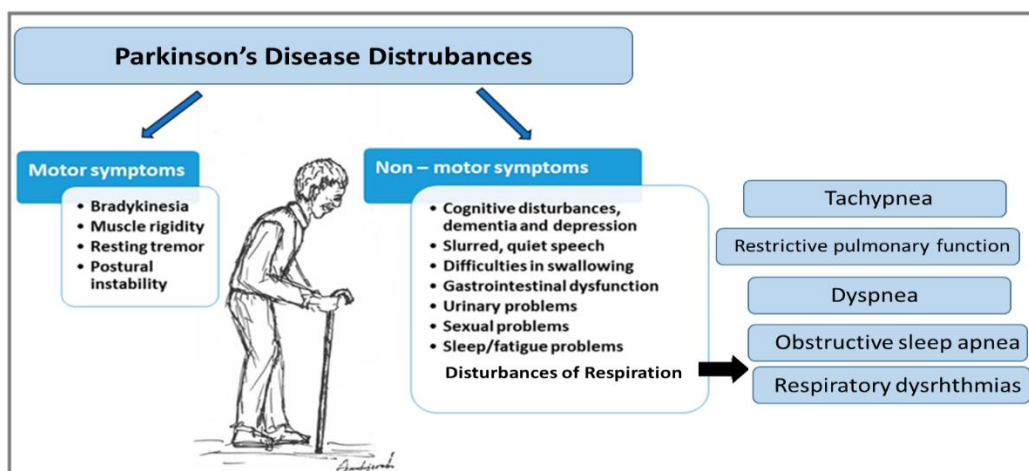 Parkinson's Disease Distrubances
Motor symptoms
• Bradykinesia
• Muscle rigidity
• Resting tremor
• Postural
instability
Non – motor symptoms
• Cognitive disturbances,
dementia and depression
• Slurred, quiet speech
• Difficulties in swallowing
• Gastrointestinal dysfunction
• Urinary problems
• Sexual problems
• Sleep/fatigue problems
Disturbances of Respiration
Tachypnea
Restrictive pulmonary function
Dyspnea
Obstructive sleep apnea
Respiratory dysrhthmias